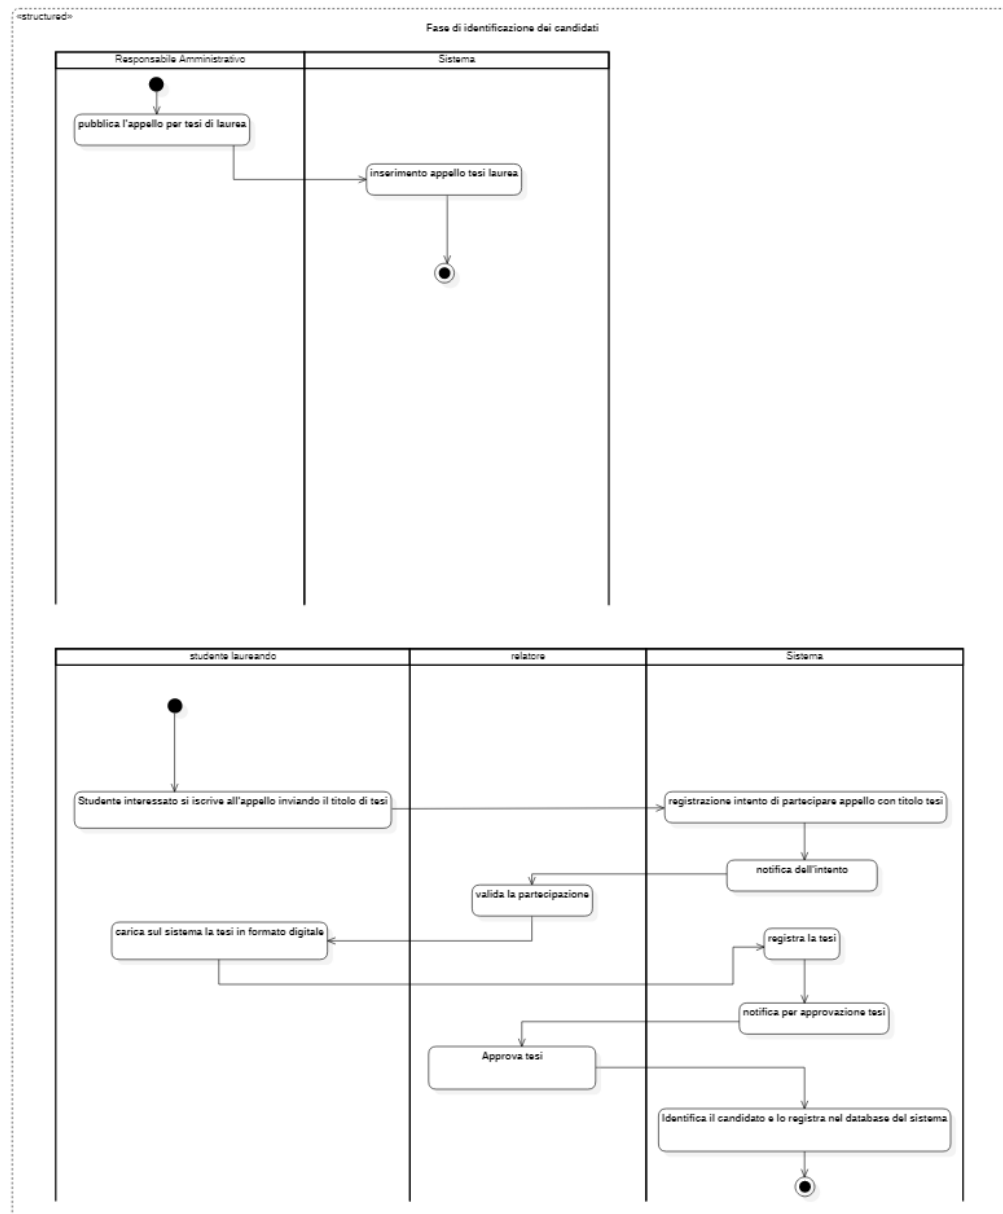 «structured»
Fase di identificazione dei candidati
Responsabile Amministrativo
Sistema
pubblica l'appello per tesi di laurea
inserimento appello tesi laurea
studente laureando
relatore
Sistema
Studente interessato si iscrive all'appello inviando il titolo di tesi
registrazione intento di partecipare appello con titolo tesi
notifica dell'intento
valida la partecipazione
carica sul sistema la tesi in formato digitale
registra la tesi
notifica per approvazione tesi
Approva tesi
Identifica il candidato e lo registra nel database del sistema